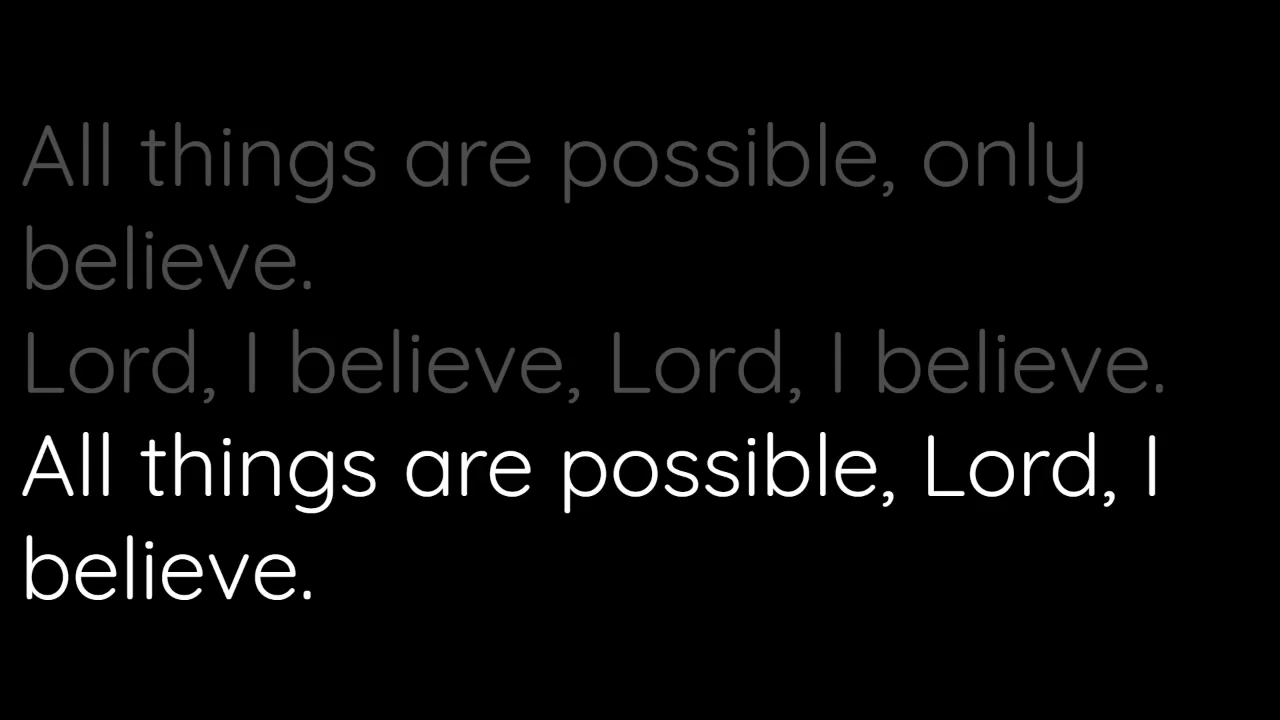 All things are possible, only
believe.
Lord, I believe, Lord, I believe.
All things are possible, Lord, I
believe.